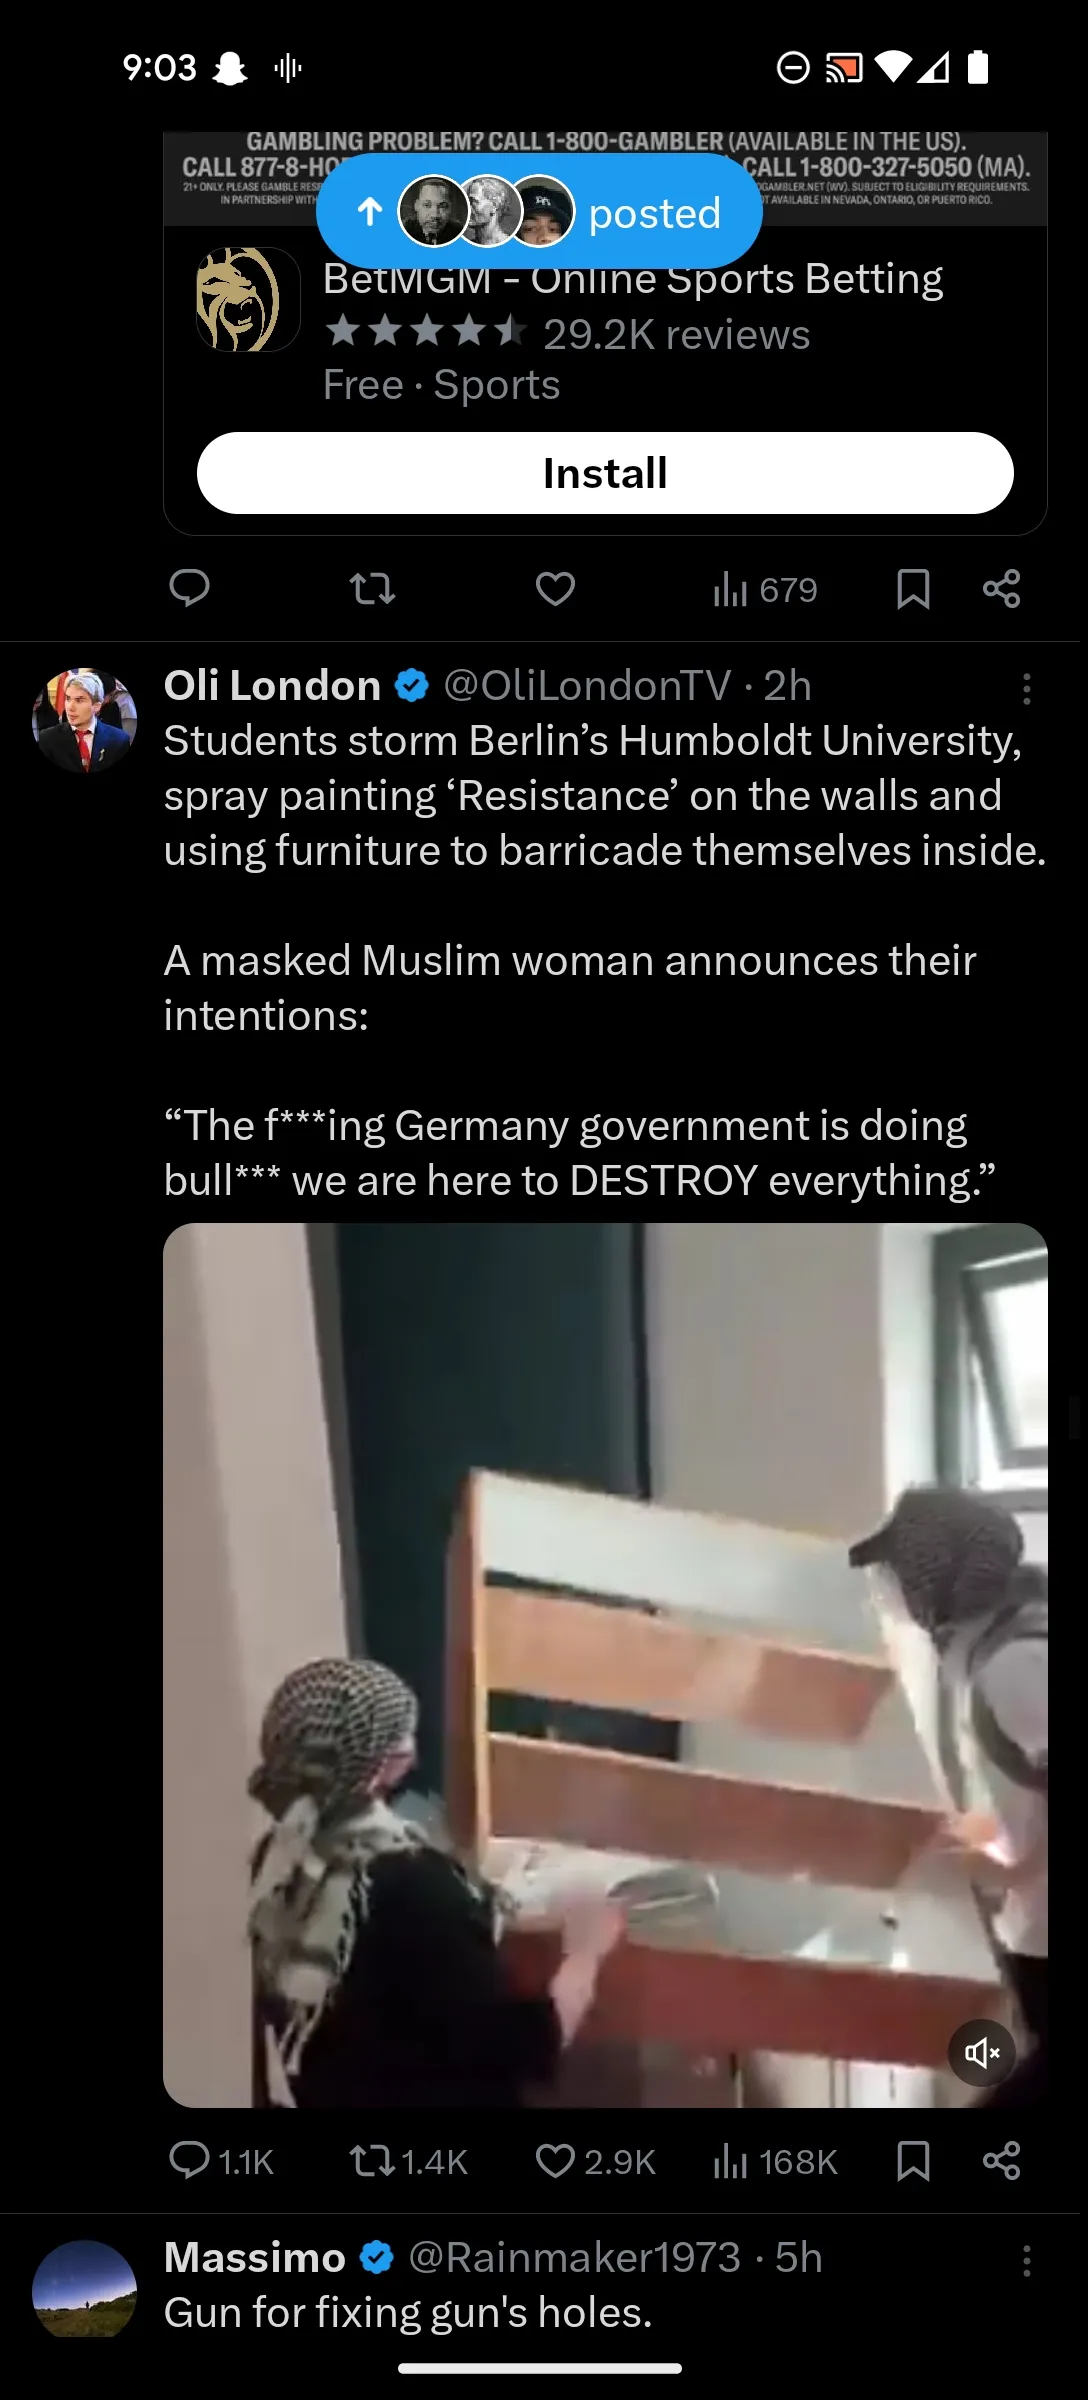 9:03
GAMBLING PROBLEM? CALL 1-800-GAMBLER (AVAILABLE IN THE US).
CALL 877-8-HO CALL 1-800-327-5050 (MA).
21+ ONLY. PLEASE GAMBLE RESP GAMBLER.NET (WV). SUBJECT TO ELIGIBILITY REQUIREMENTS.
IN PARTNERSHIP WITH AVAILABLE IN NEVADA, ONTARIO, OR PUERTO RICO.
posted
BetMGM - Online Sports Betting
29.2K reviews
Free · Sports
Install
679
Oli London @OliLondonTV · 2h
Students storm Berlin’s Humboldt University,
spray painting ‘Resistance’ on the walls and
using furniture to barricade themselves inside.
A masked Muslim woman announces their
intentions:
“The f***ing Germany government is doing
bull*** we are here to DESTROY everything.”
1.1K 1.4K 2.9K 168K
Massimo @Rainmaker1973 · 5h
Gun for fixing gun's holes.